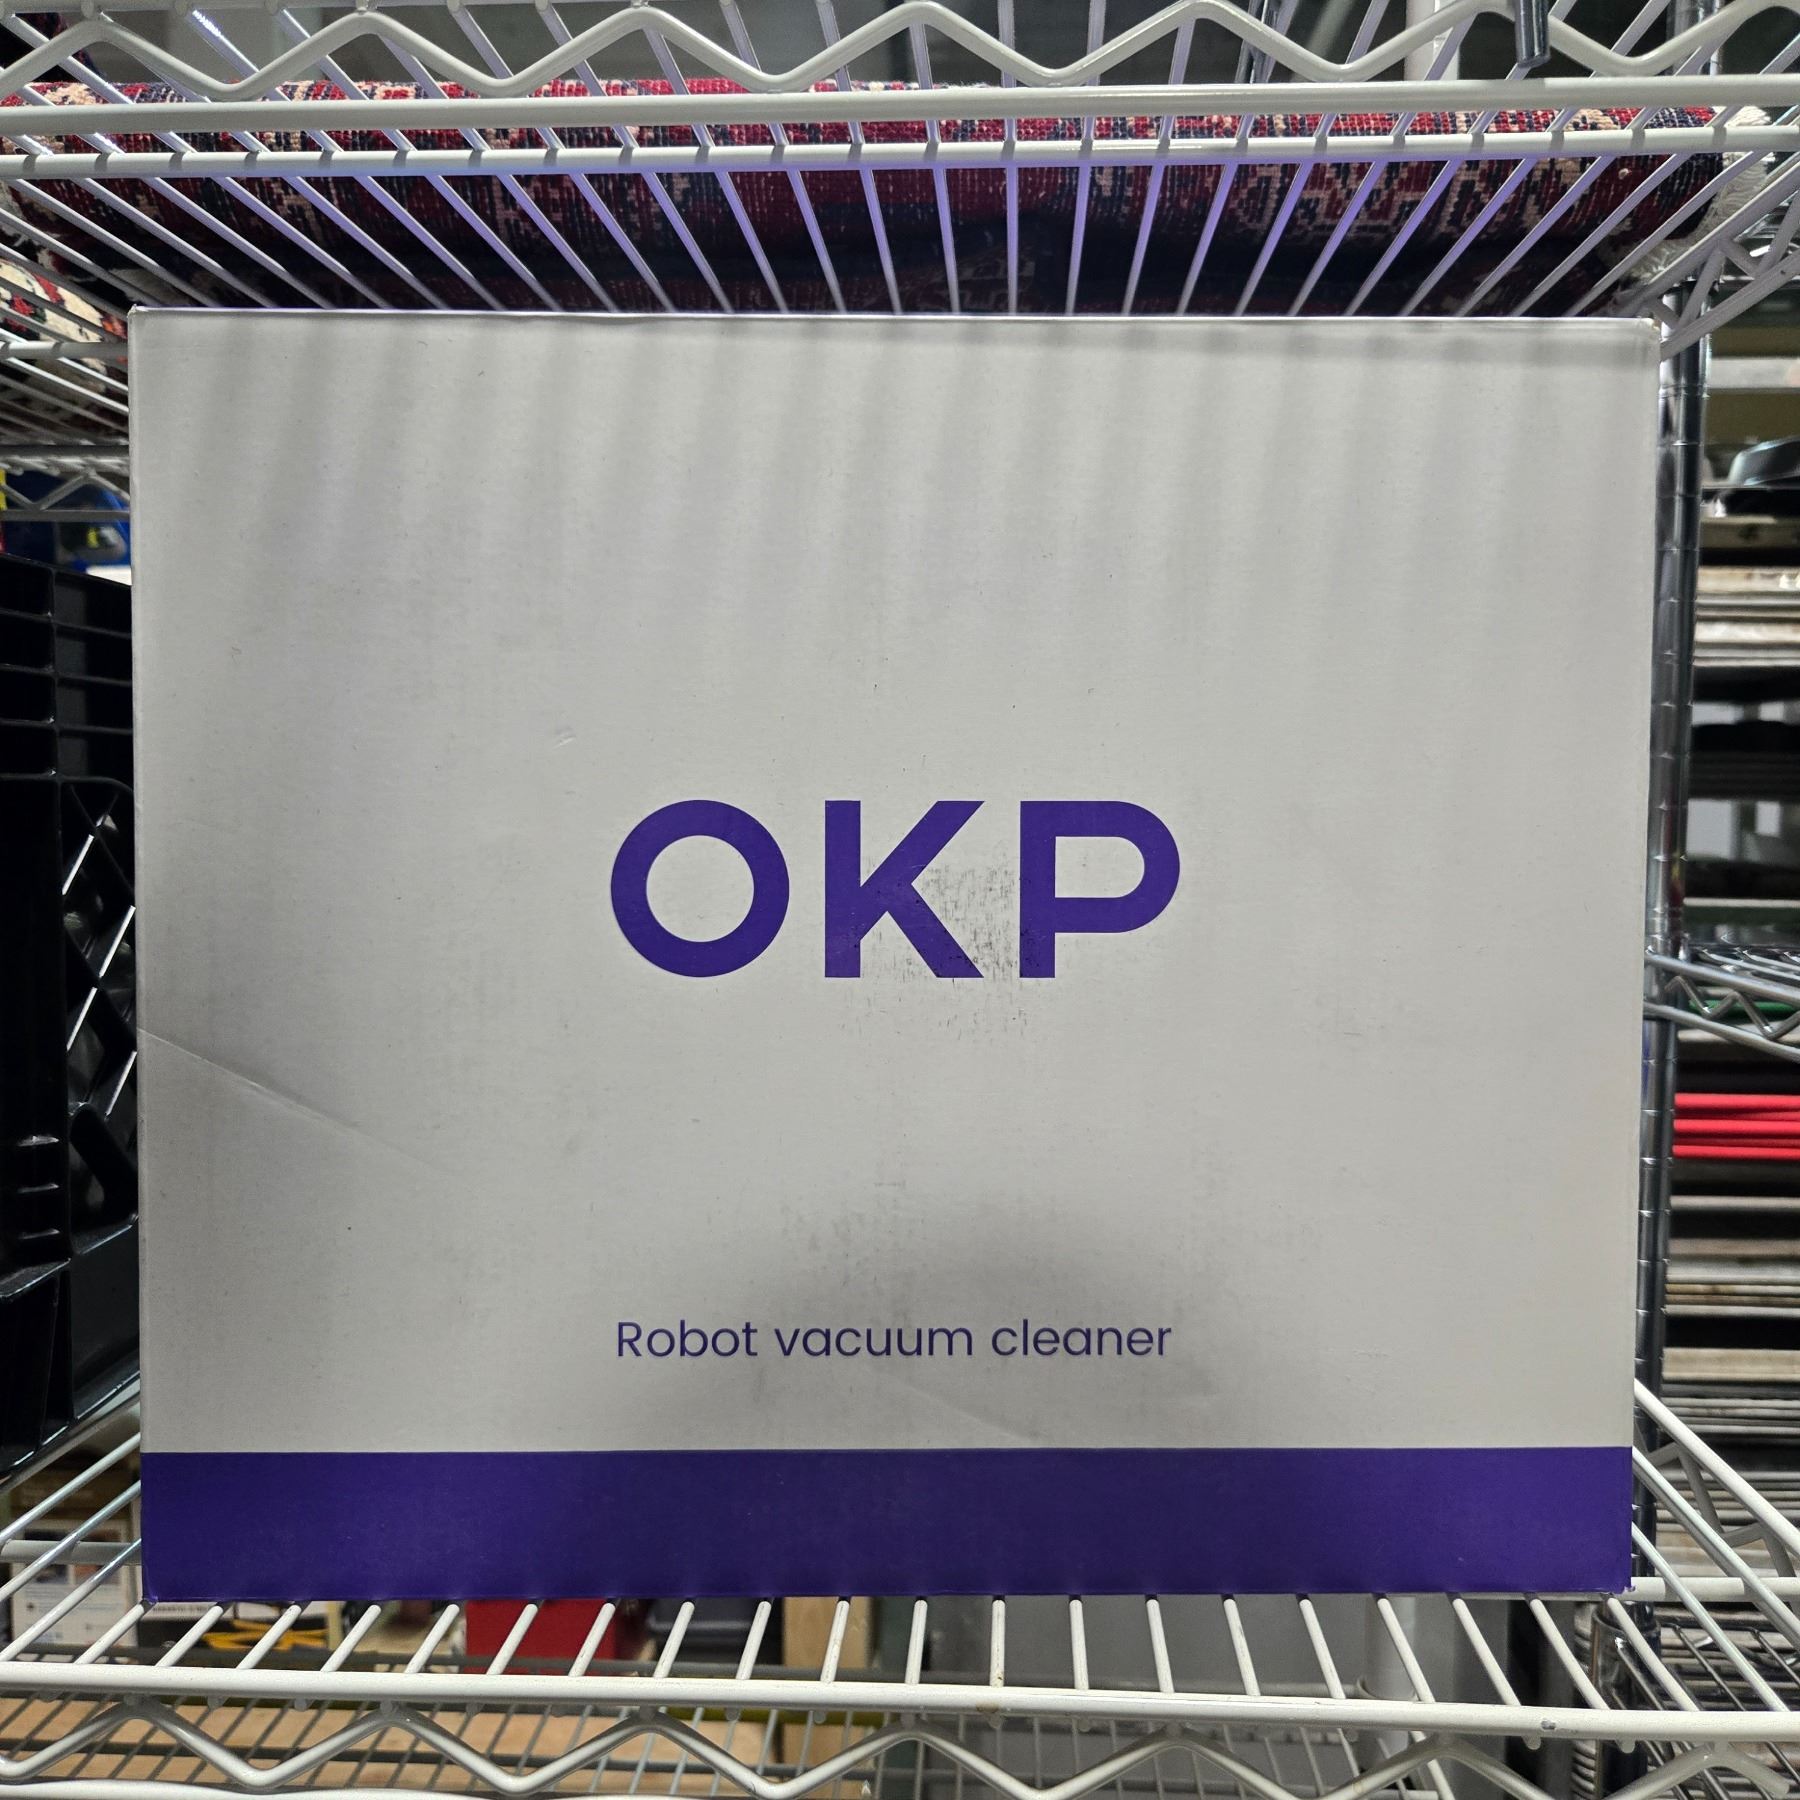 OKP
Robot vacuum cleaner